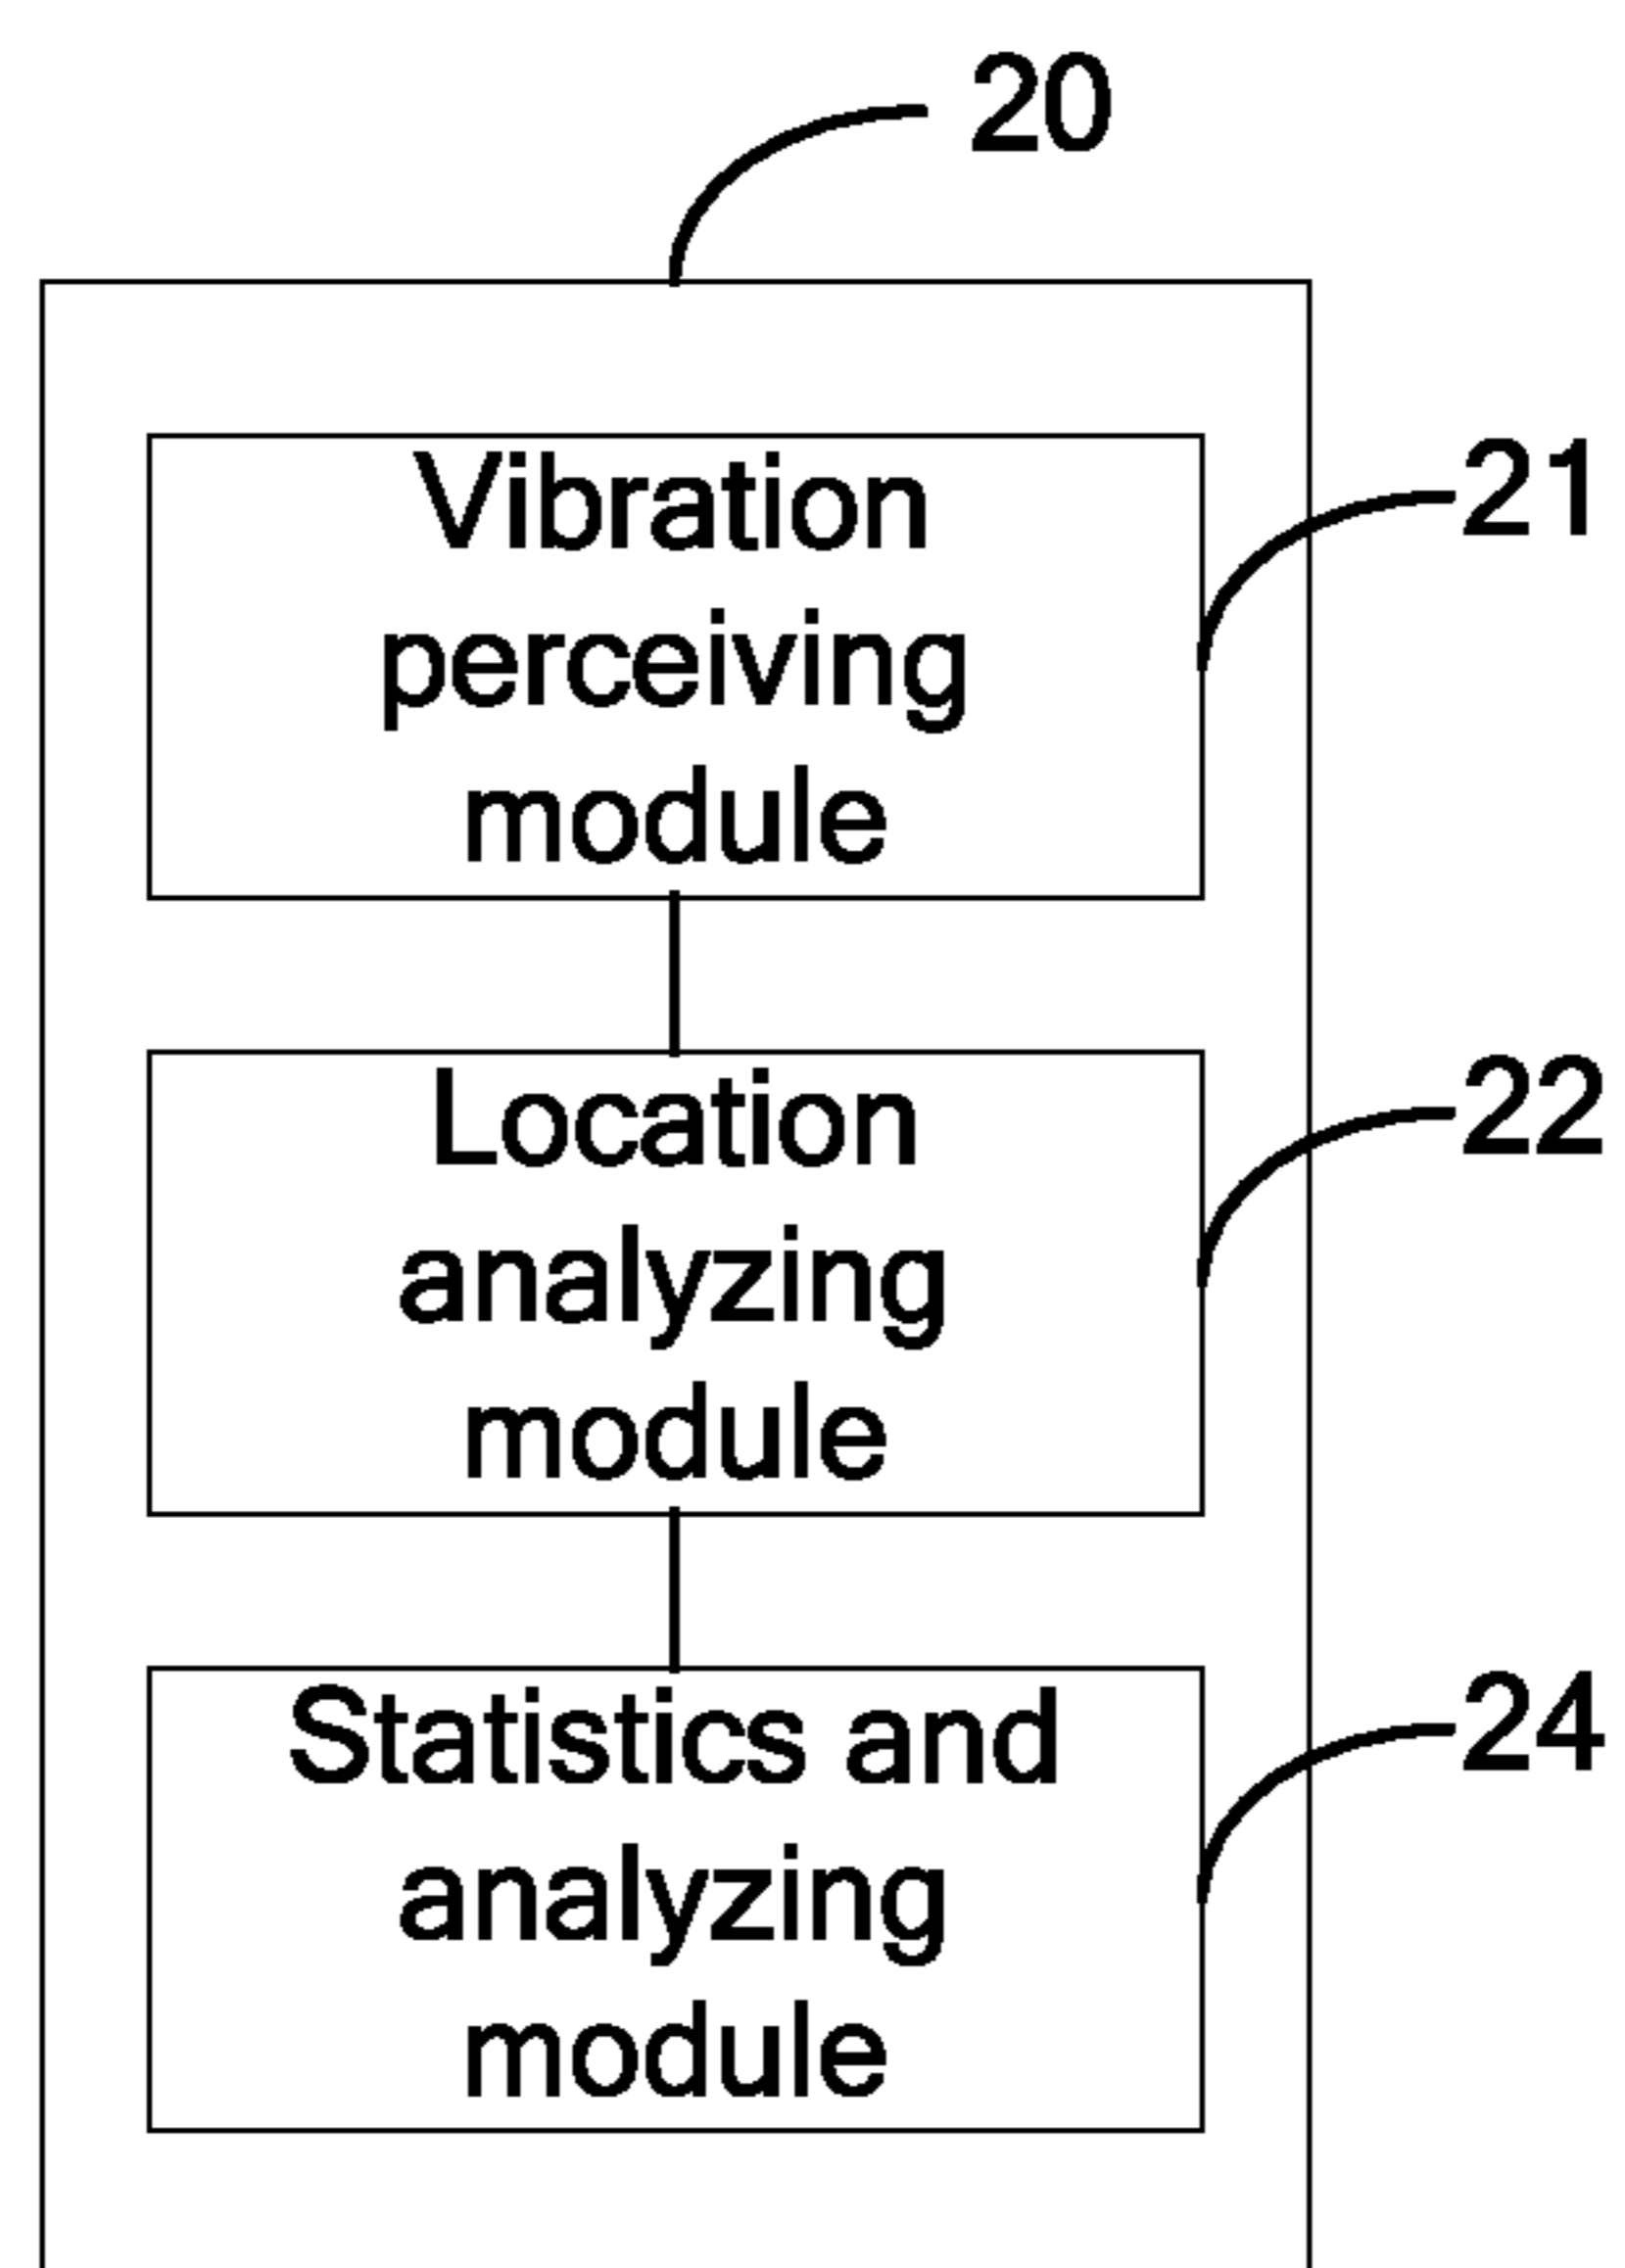 20
Vibration
perceiving
module
21
Location
analyzing
module
22
Statistics and
analyzing
module
24